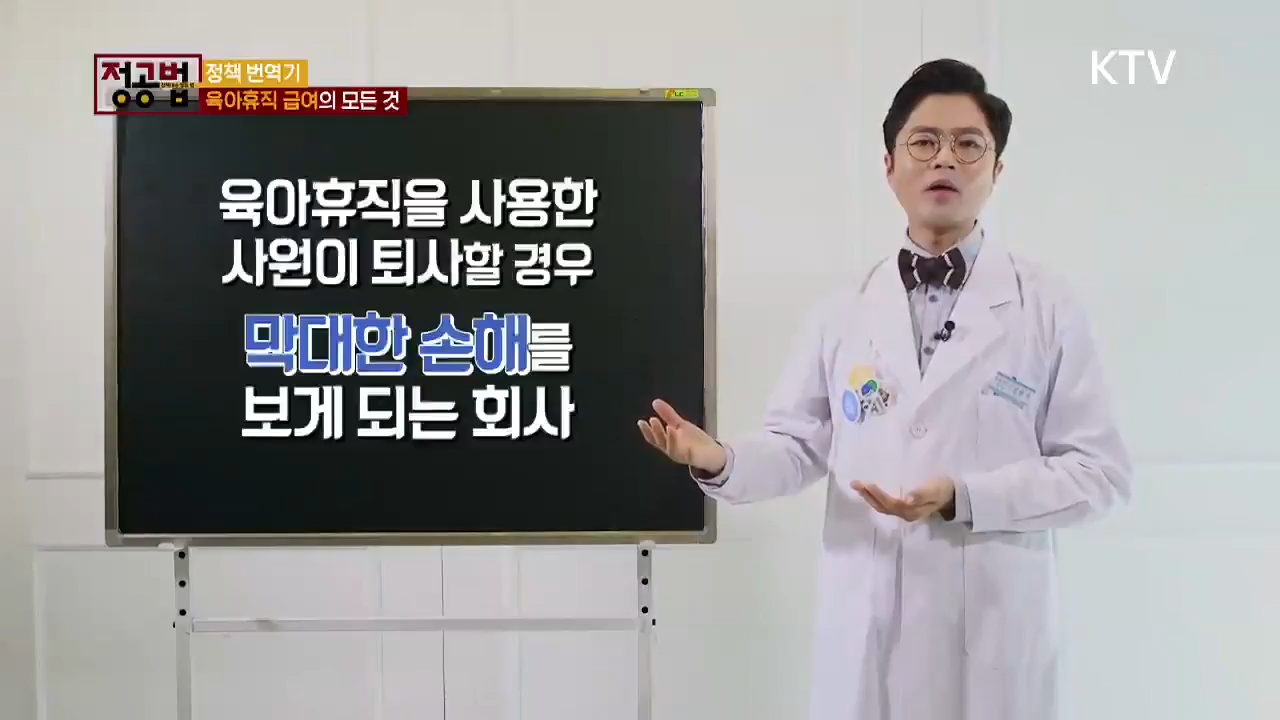 정공법
정책 번역기
육아휴직 급여의 모든 것
KTV
육아휴직을 사용한
사원이 퇴사할 경우
막대한 손해를
보게 되는 회사